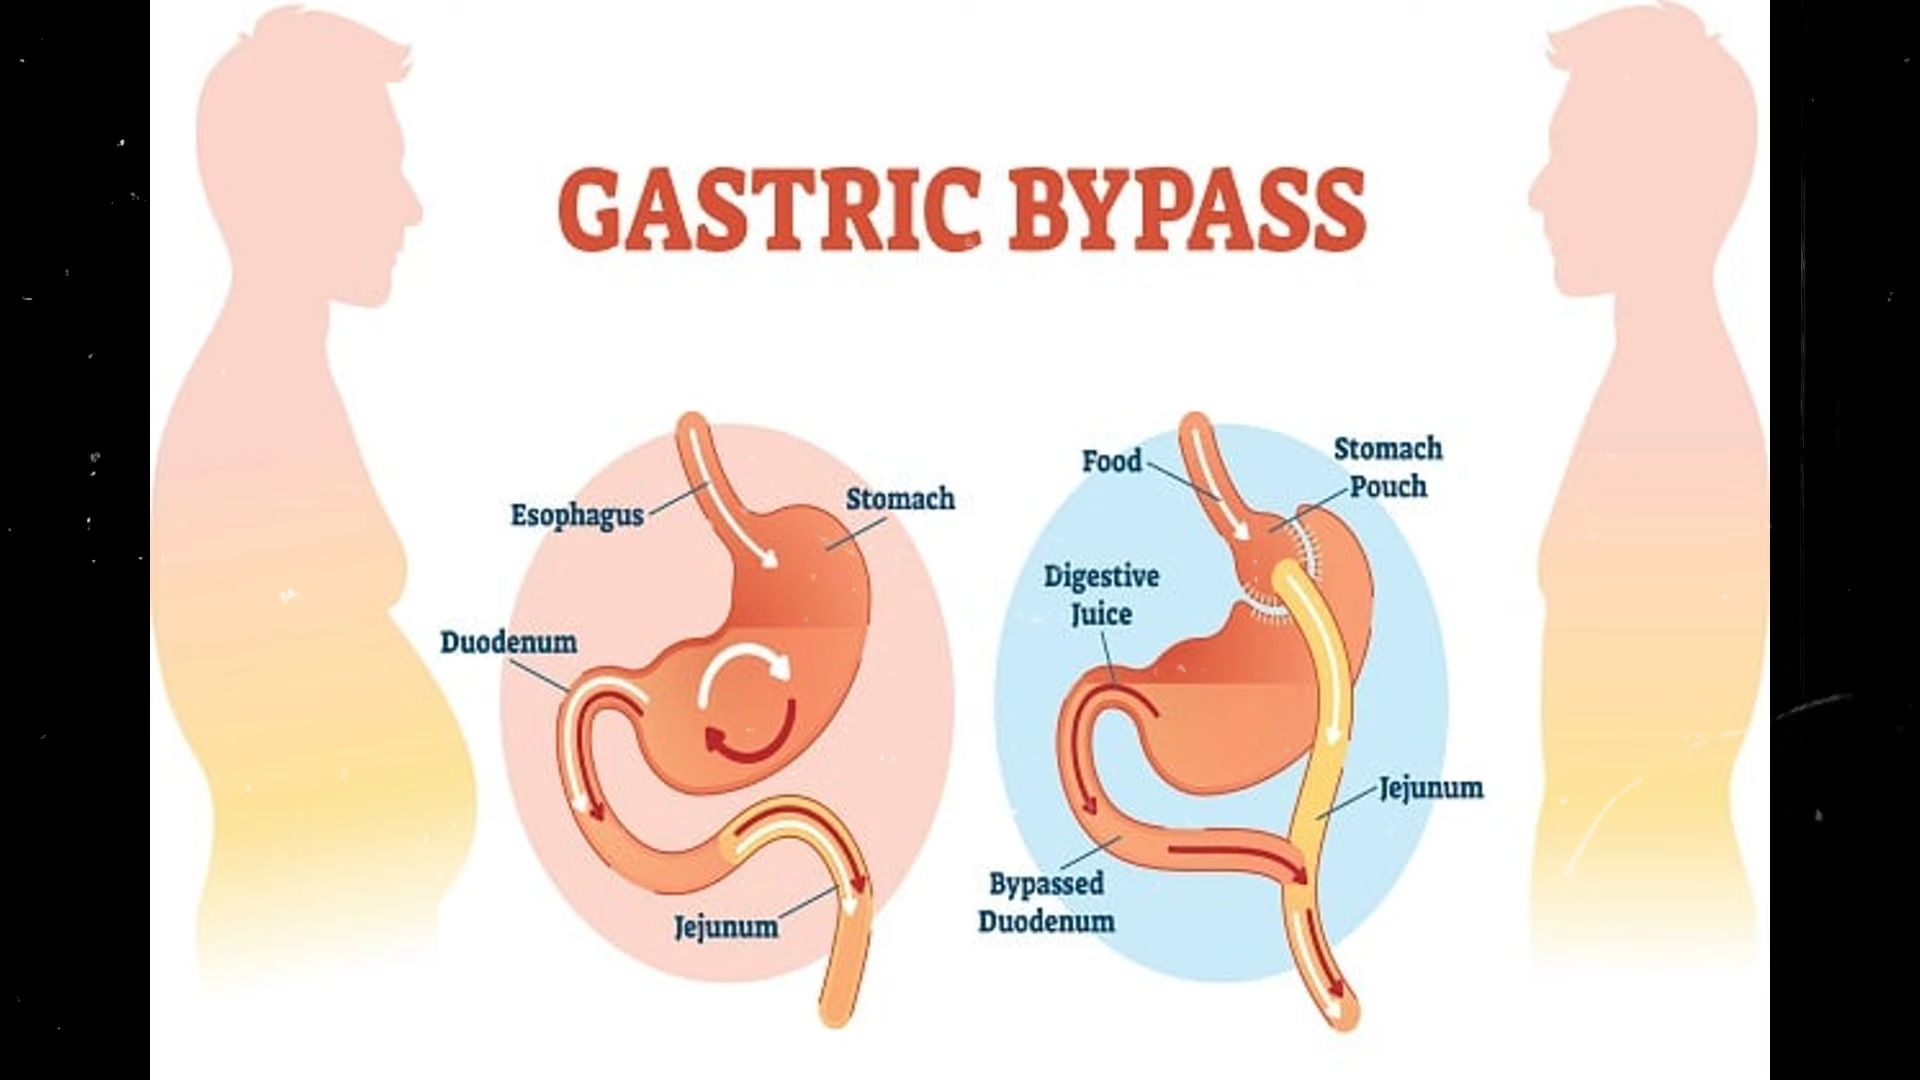 GASTRIC BYPASS
Esophagus
Stomach
Duodenum
Jejunum
Food
Stomach
Pouch
Digestive
Juice
Jejunum
Bypassed
Duodenum